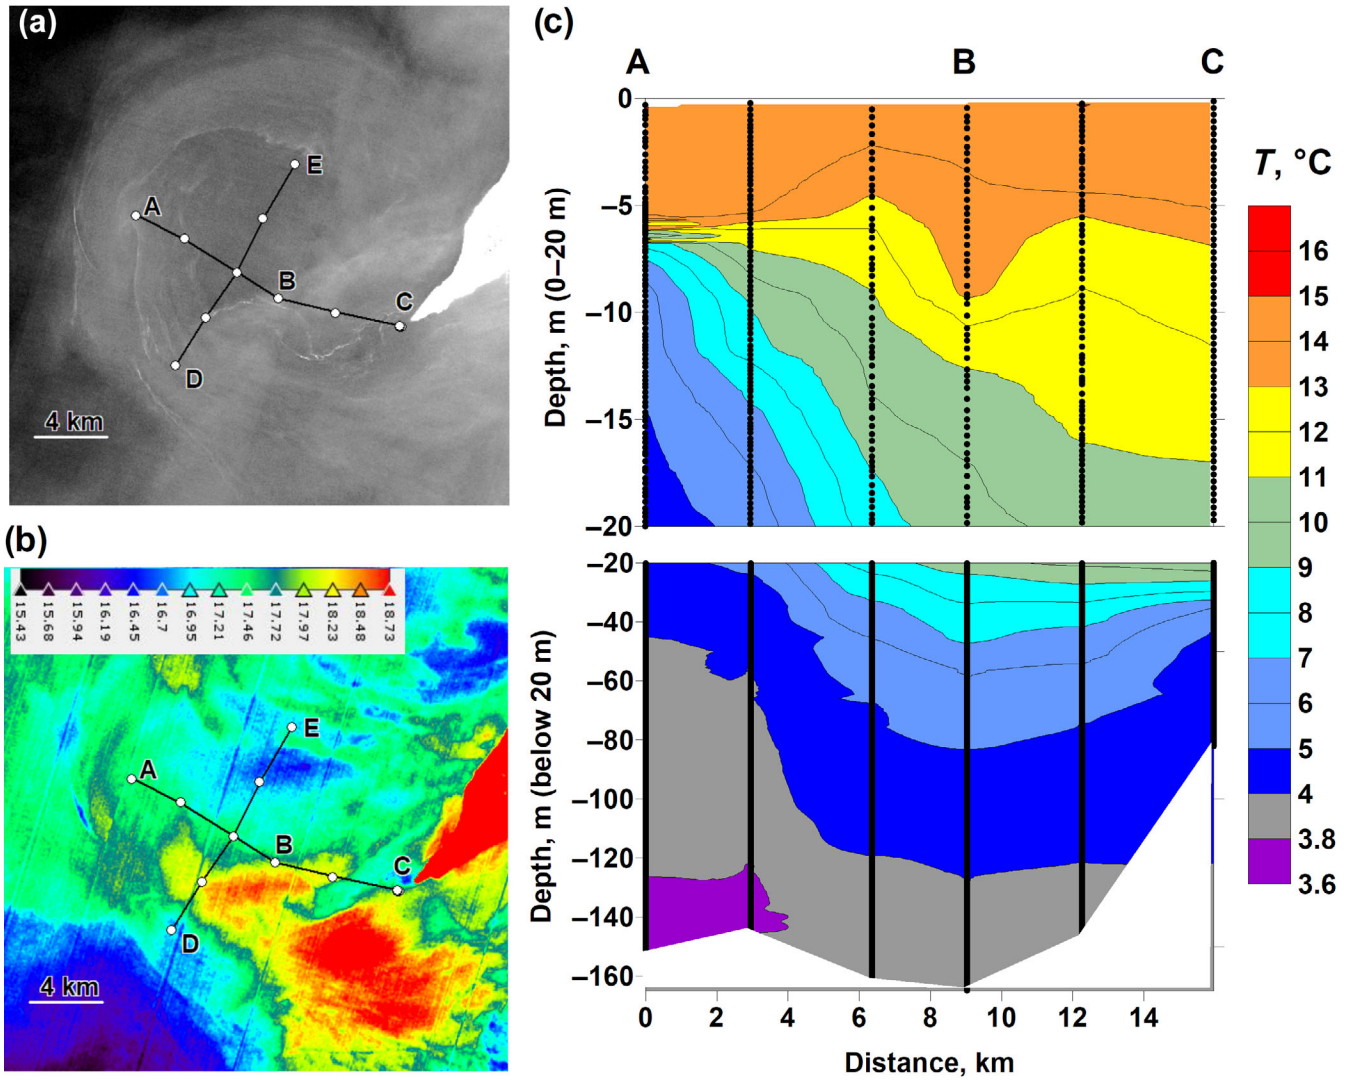 (a)
A
B
C
D
E
4 km
(b)
15.43 15.68 15.94 16.19 16.45 16.7 16.95 17.21 17.46 17.72 17.97 18.23 18.48 18.73
A
B
C
D
E
4 km
(c)
A B C
Depth, m (0–20 m)
0
–5
–10
–15
–20
Depth, m (below 20 m)
–20
–40
–60
–80
–100
–120
–140
–160
0 2 4 6 8 10 12 14
Distance, km
T, °C
16
15
14
13
12
11
10
9
8
7
6
5
4
3.8
3.6